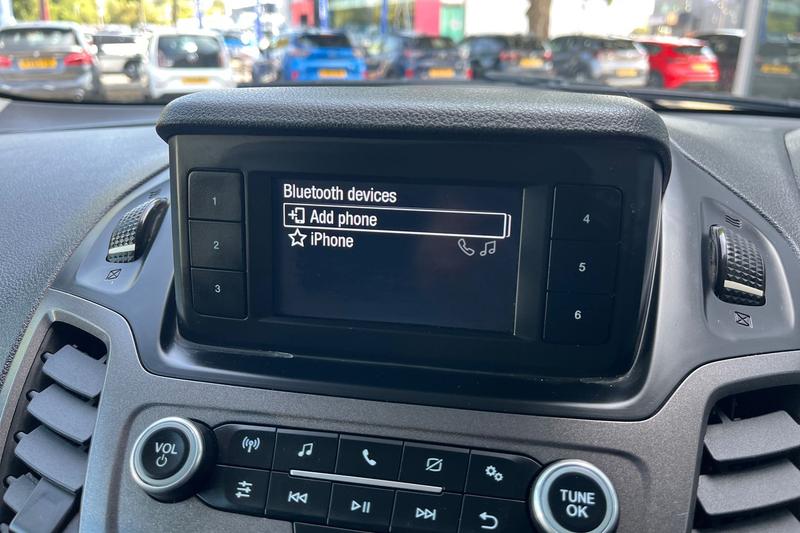 Bluetooth devices
Add phone
iPhone
1
2
3
4
5
6
VOL
TUNE
OK